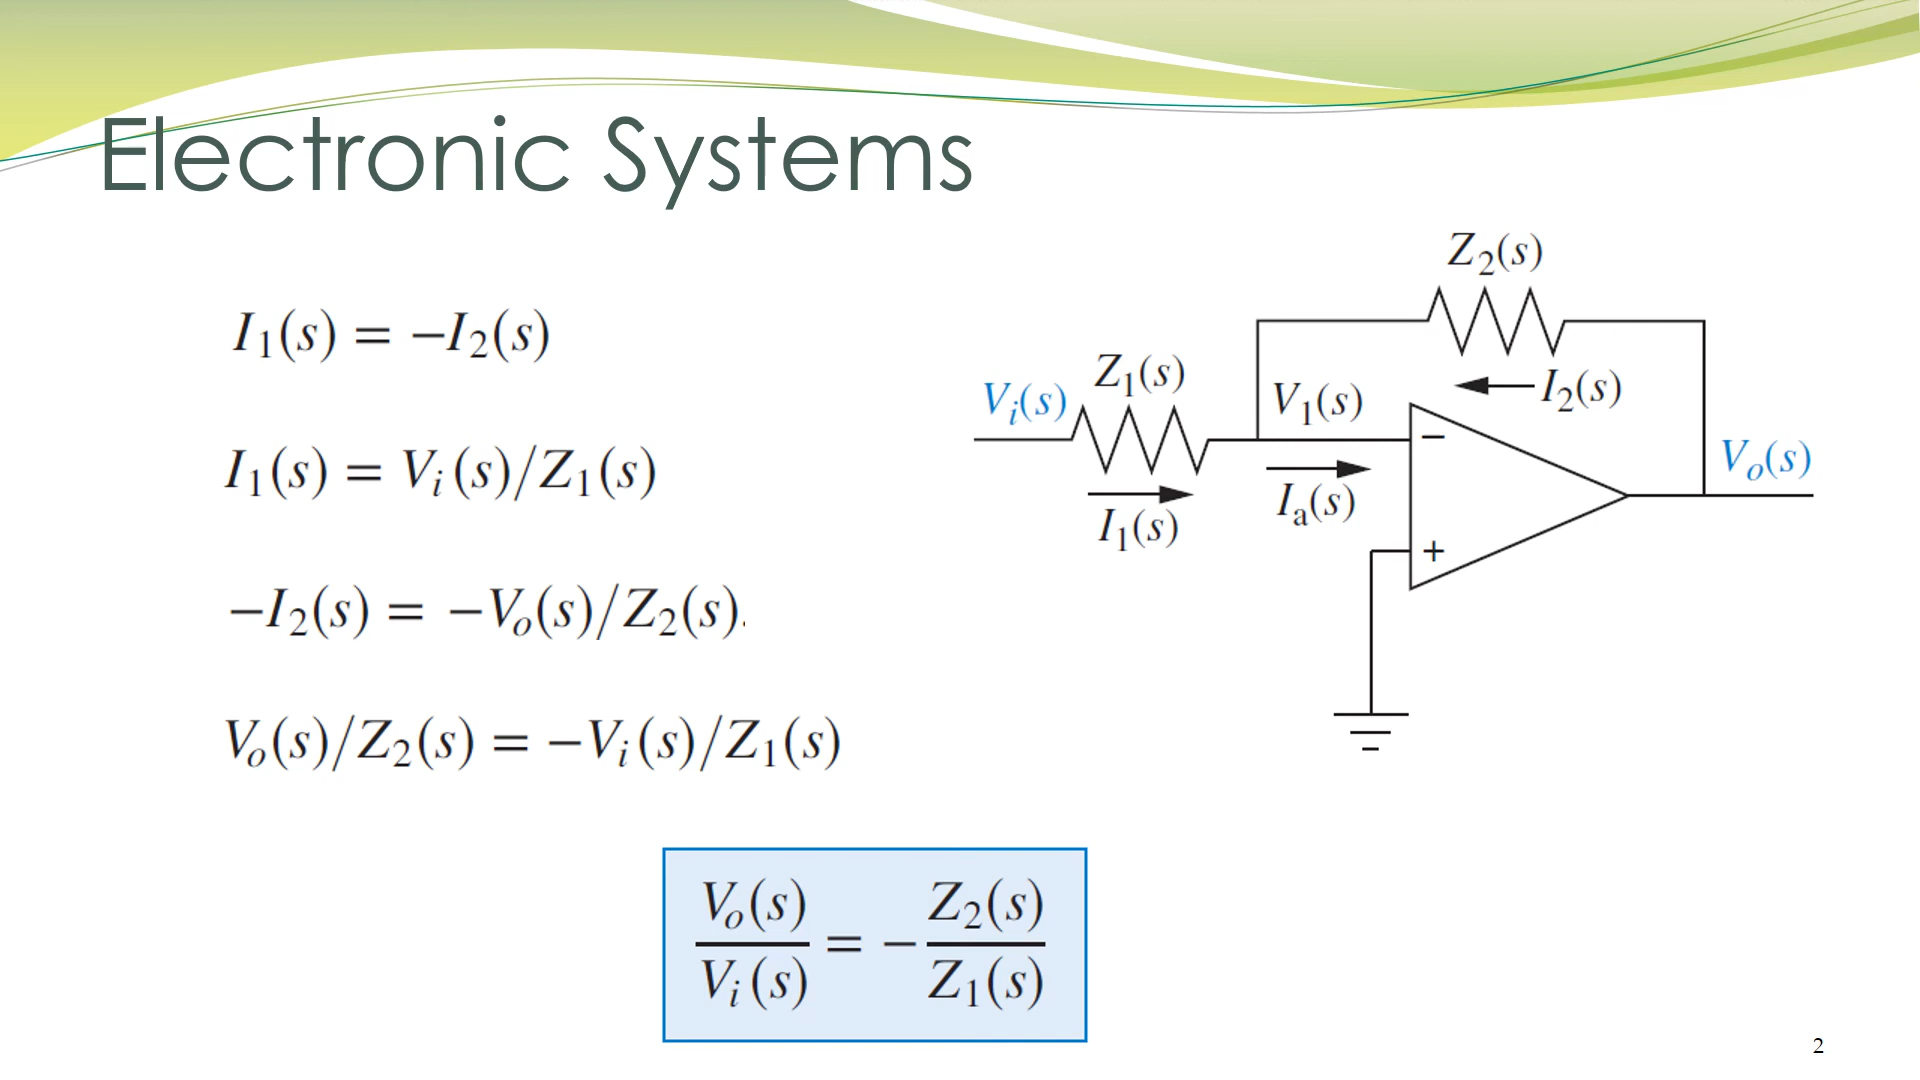 Electronic Systems
I₁(s) = −I₂(s)
I₁(s) = Vᵢ(s)/Z₁(s)
−I₂(s) = −Vₒ(s)/Z₂(s).
Vₒ(s)/Z₂(s) = −Vᵢ(s)/Z₁(s)
Vₒ(s)/Vᵢ(s) = −Z₂(s)/Z₁(s)
Z₂(s)
Z₁(s)
Vᵢ(s)
V₁(s)
I₂(s)
−
Vₒ(s)
Iₐ(s)
I₁(s)
+
2